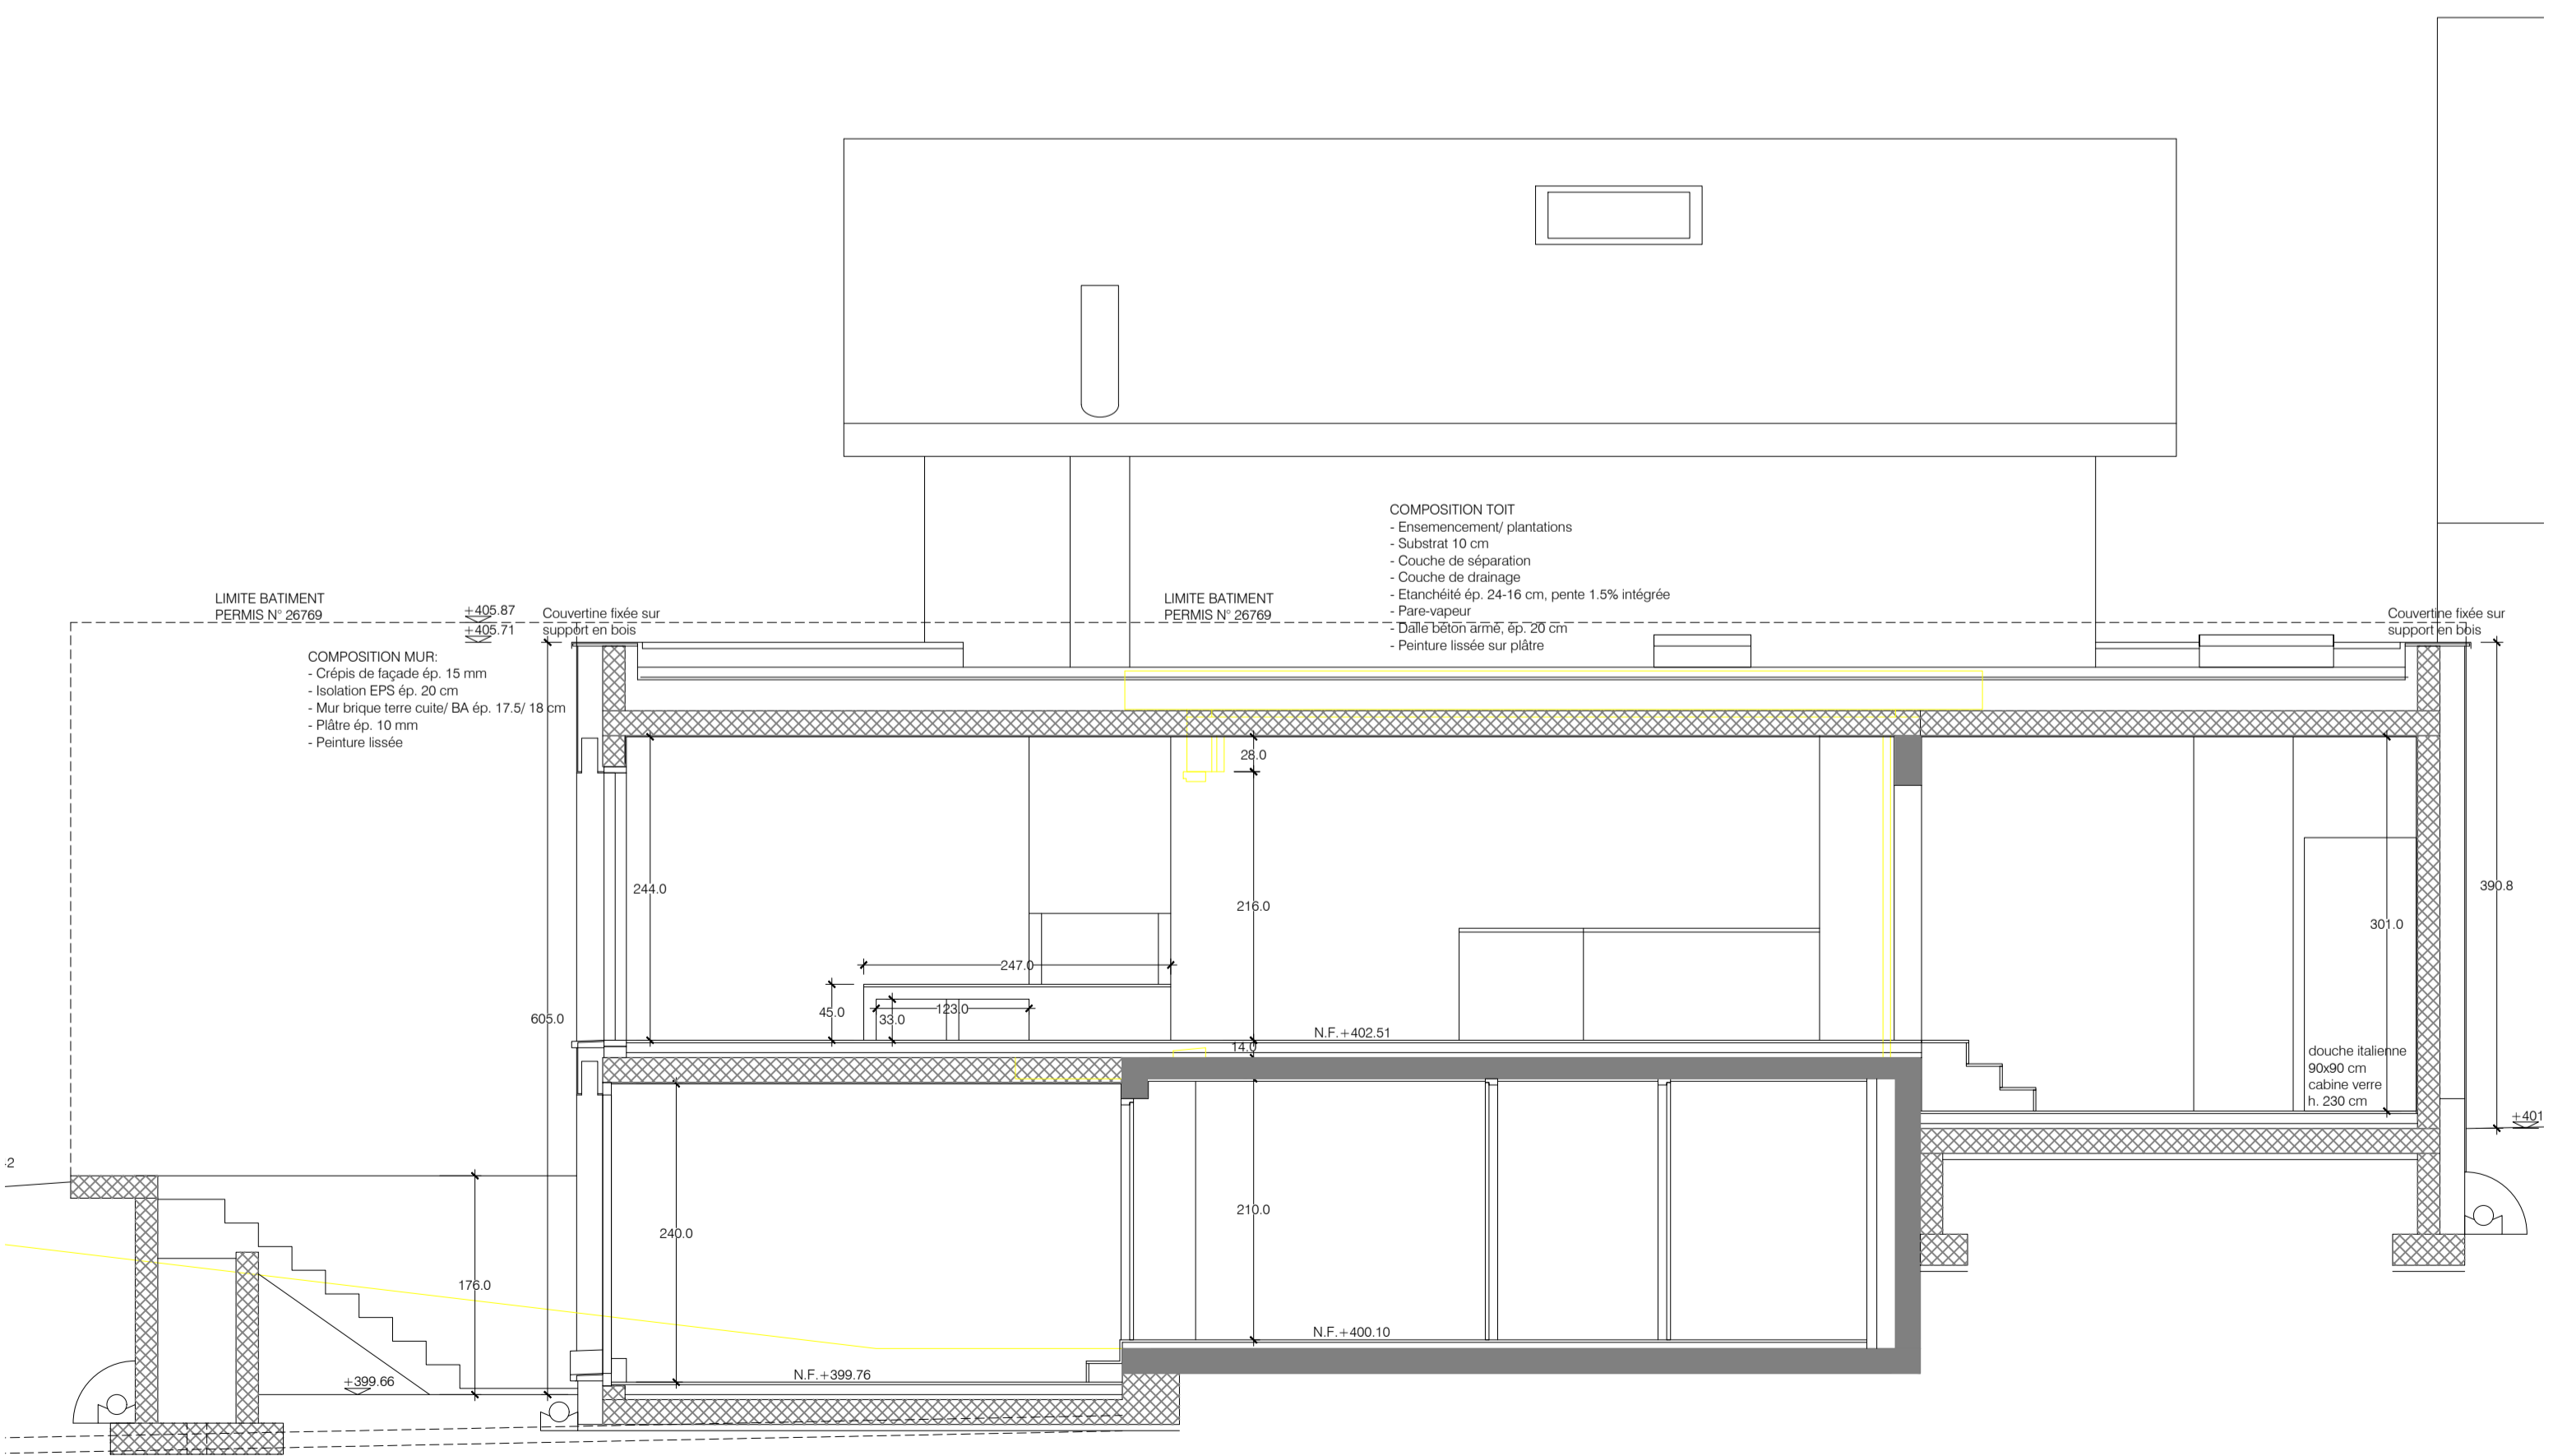 COMPOSITION TOIT
- Ensemencement/ plantations
- Substrat 10 cm
- Couche de séparation
- Couche de drainage
- Etanchéité ép. 24-16 cm, pente 1.5% intégrée
- Pare-vapeur
- Dalle béton armé, ép. 20 cm
- Peinture lissée sur plâtre
LIMITE BATIMENT
PERMIS N° 26769
+405.87
+405.71
Couvertine fixée sur
support en bois
LIMITE BATIMENT
PERMIS N° 26769
Couvertine fixée sur
support en bois
COMPOSITION MUR:
- Crépis de façade ép. 15 mm
- Isolation EPS ép. 20 cm
- Mur brique terre cuite/ BA ép. 17.5/ 18 cm
- Plâtre ép. 10 mm
- Peinture lissée
28.0
244.0
216.0
390.8
301.0
247.0
45.0
33.0
123.0
605.0
N.F.+402.51
14.0
douche italienne
90x90 cm
cabine verre
h. 230 cm
+401
-2
210.0
240.0
176.0
N.F.+400.10
N.F.+399.76
+399.66